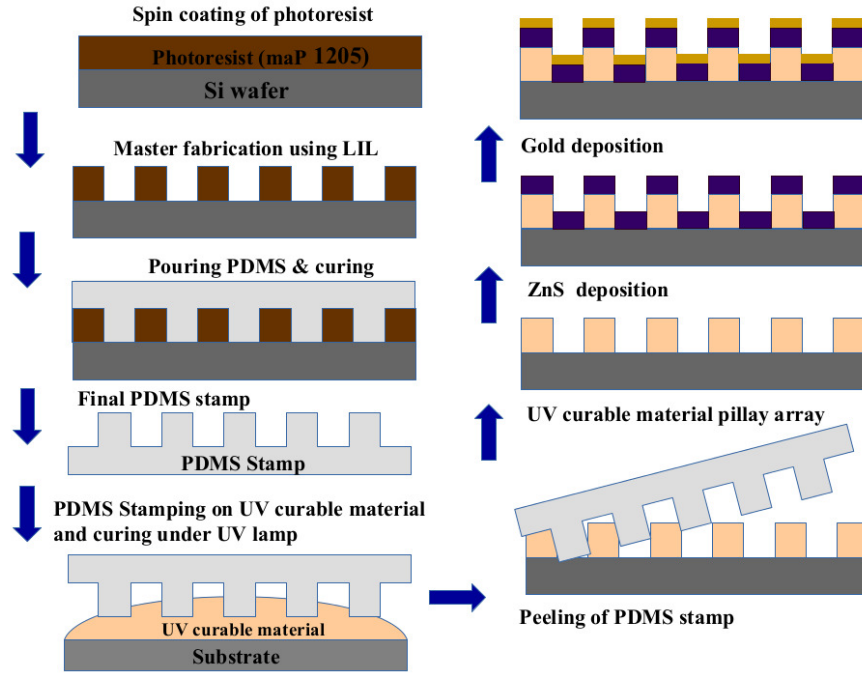 Spin coating of photoresist
Photoresist (maP 1205)
Si wafer
Master fabrication using LIL
Pouring PDMS & curing
Final PDMS stamp
PDMS Stamp
PDMS Stamping on UV curable material
and curing under UV lamp
UV curable material
Substrate
Peeling of PDMS stamp
UV curable material pillay array
ZnS deposition
Gold deposition